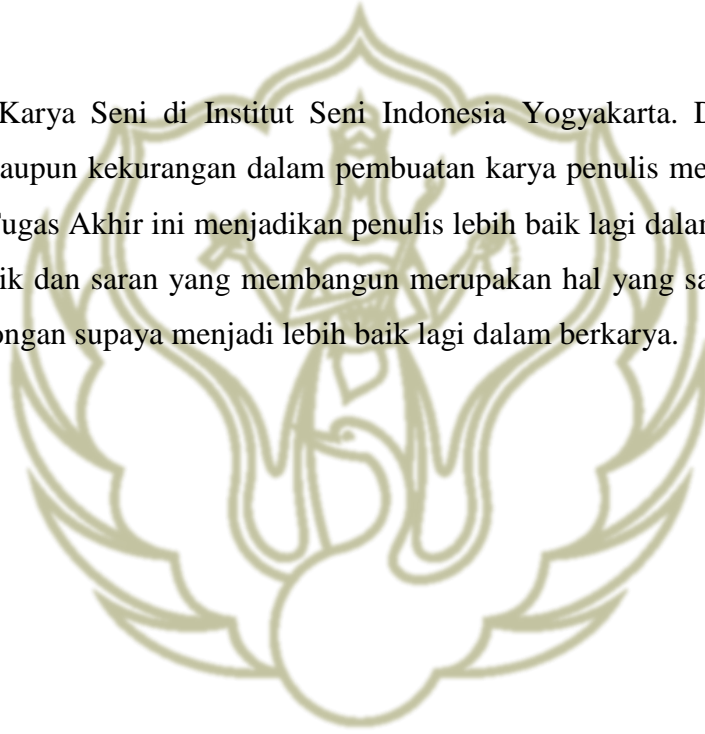 Karya Seni di Institut Seni Indonesia Yogyakarta. D
aupun kekurangan dalam pembuatan karya penulis me
Tugas Akhir ini menjadikan penulis lebih baik lagi dalam
ik dan saran yang membangun merupakan hal yang sa
ongan supaya menjadi lebih baik lagi dalam berkarya.